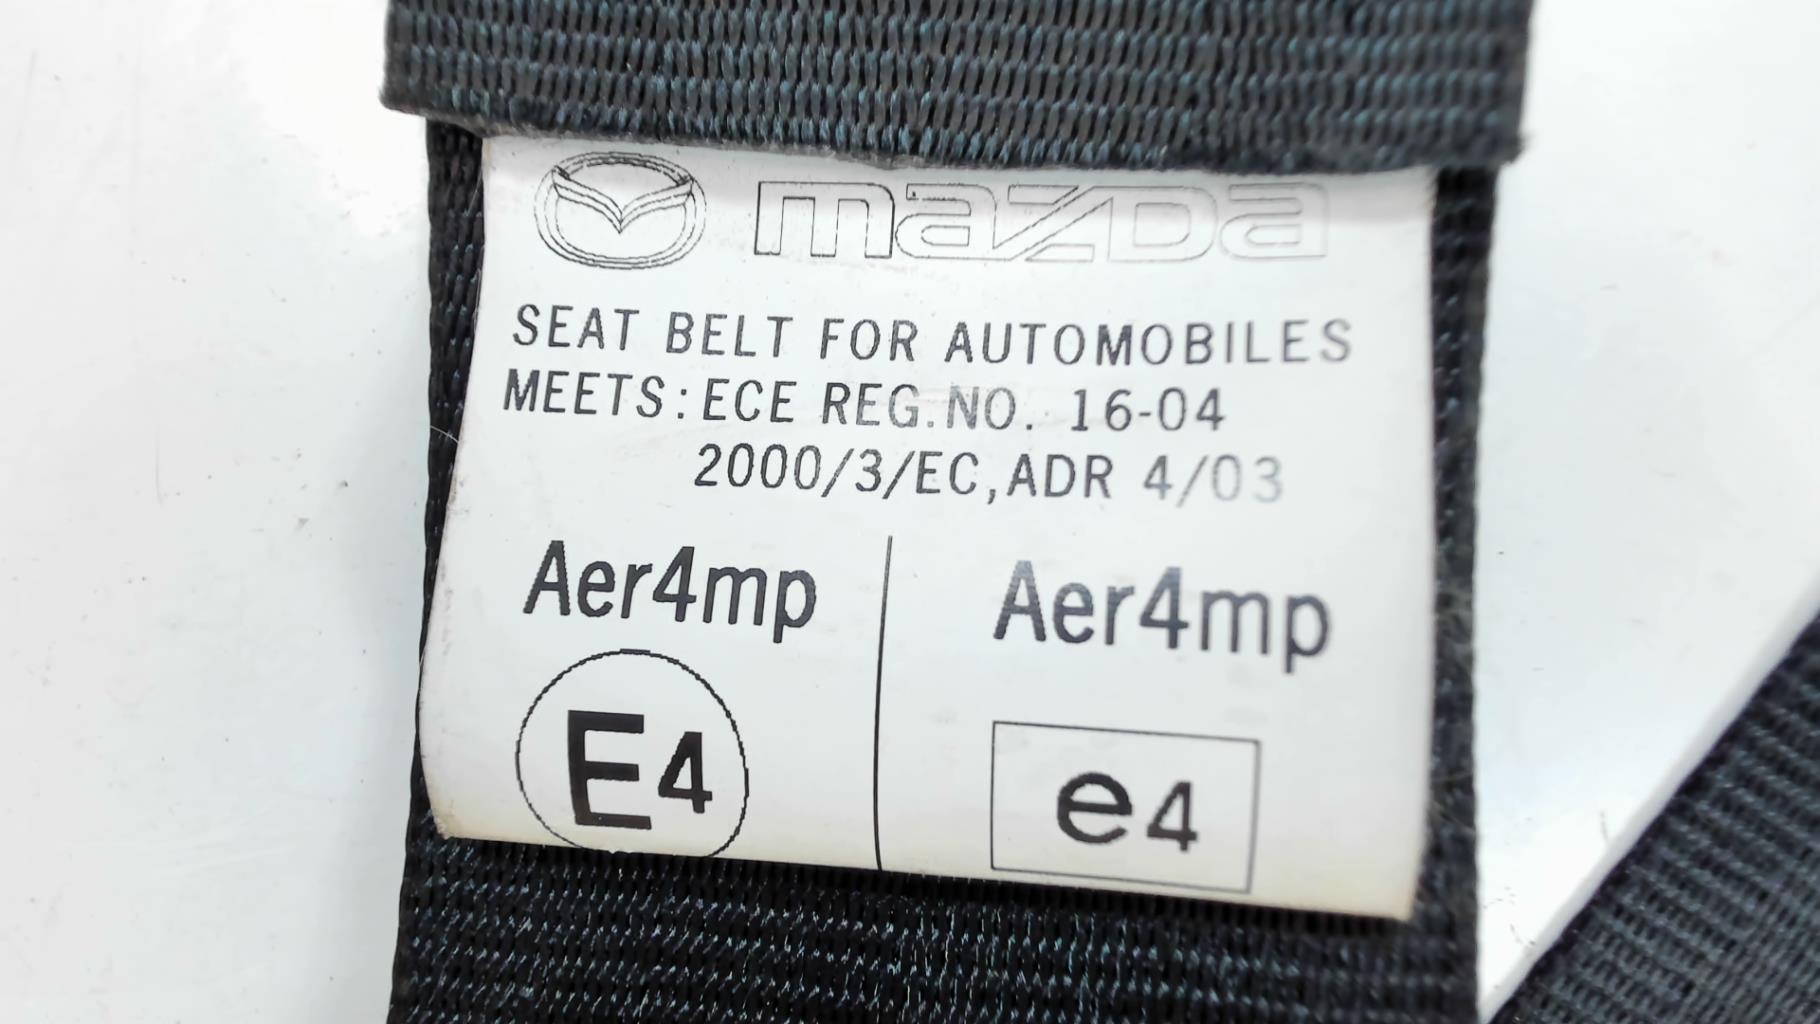 mazda
SEAT BELT FOR AUTOMOBILES
MEETS: ECE REG.NO. 16-04
2000/3/EC, ADR 4/03
Aer4mp
Aer4mp
E4
e4